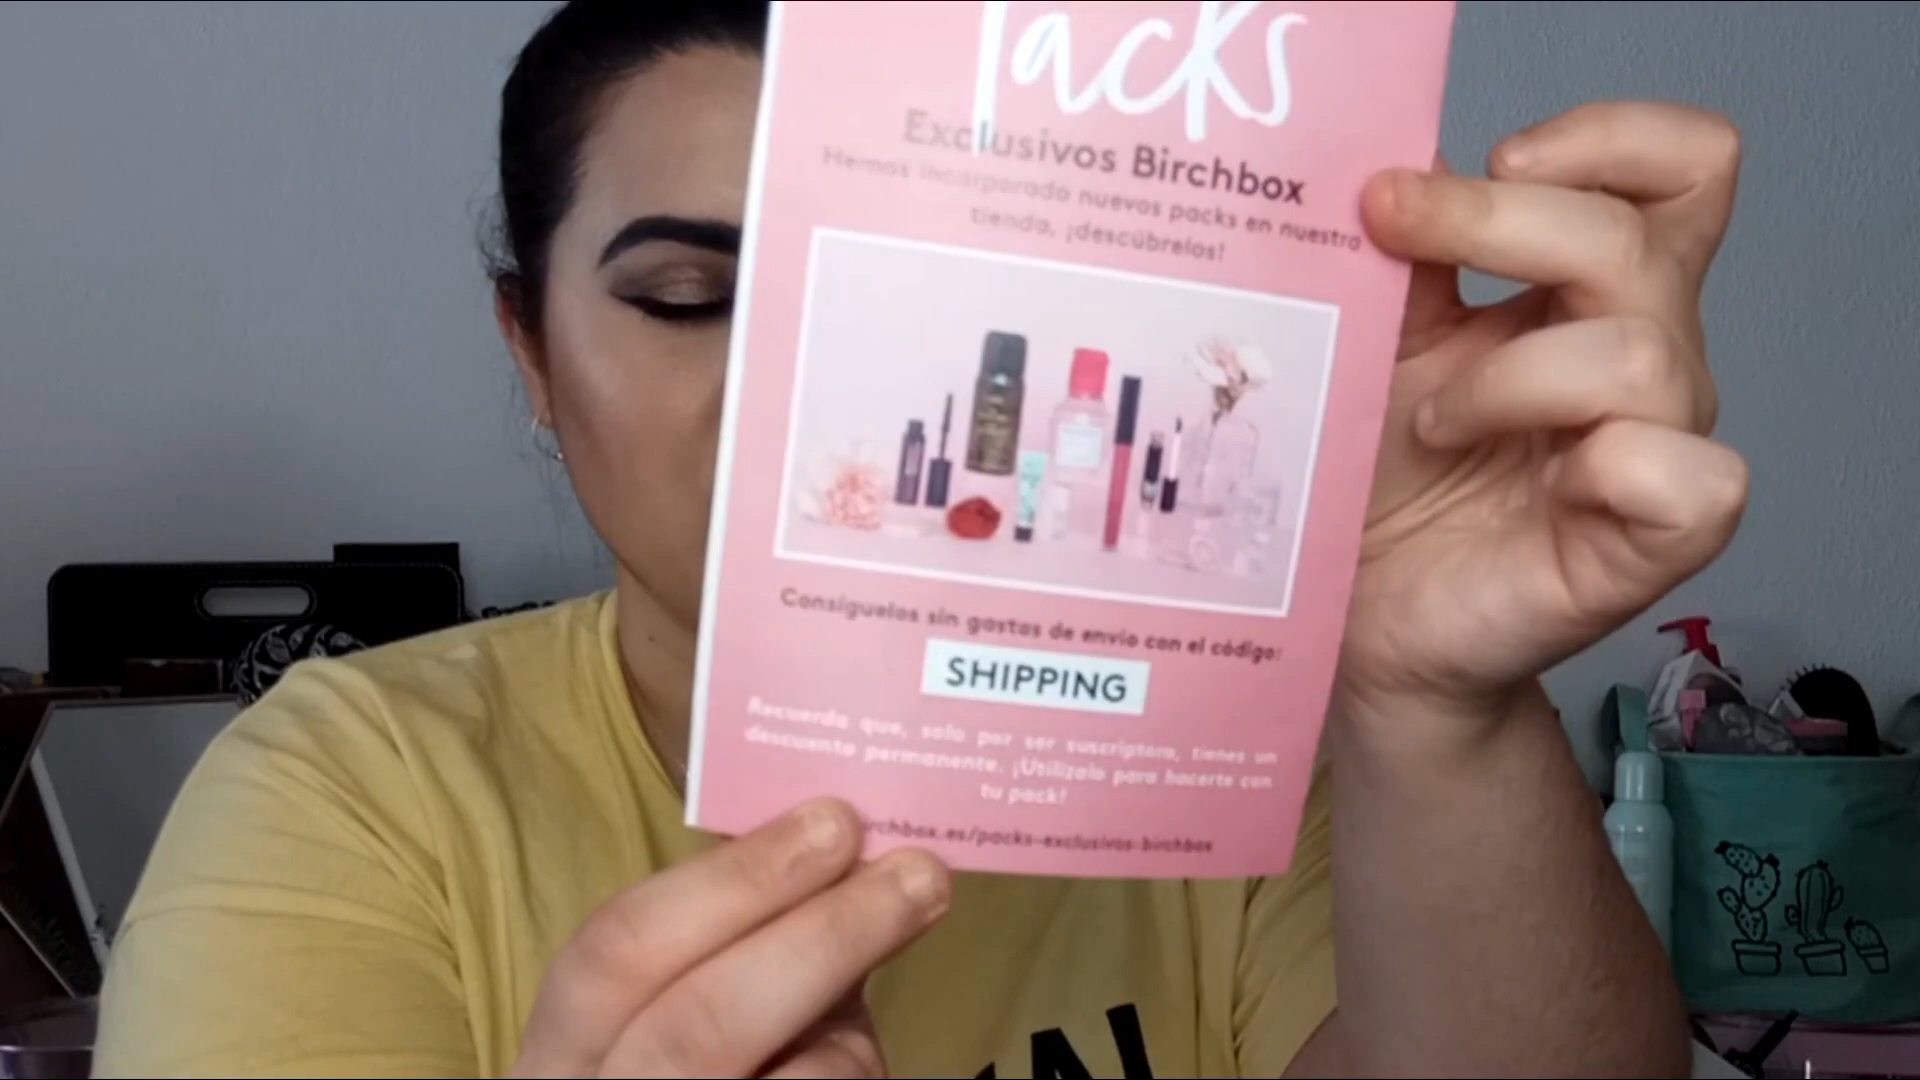 Packs
Exclusivos Birchbox
Hemos incorporado nuevos packs en nuestra
tienda, ¡descúbrelos!
Consíguelos sin gastos de envío con el código:
SHIPPING
Recuerda que, solo por ser suscriptora, tienes un
descuento permanente. ¡Utilízalo para hacerte con
tu pack!
irchbox.es/packs-exclusivos-birchbox